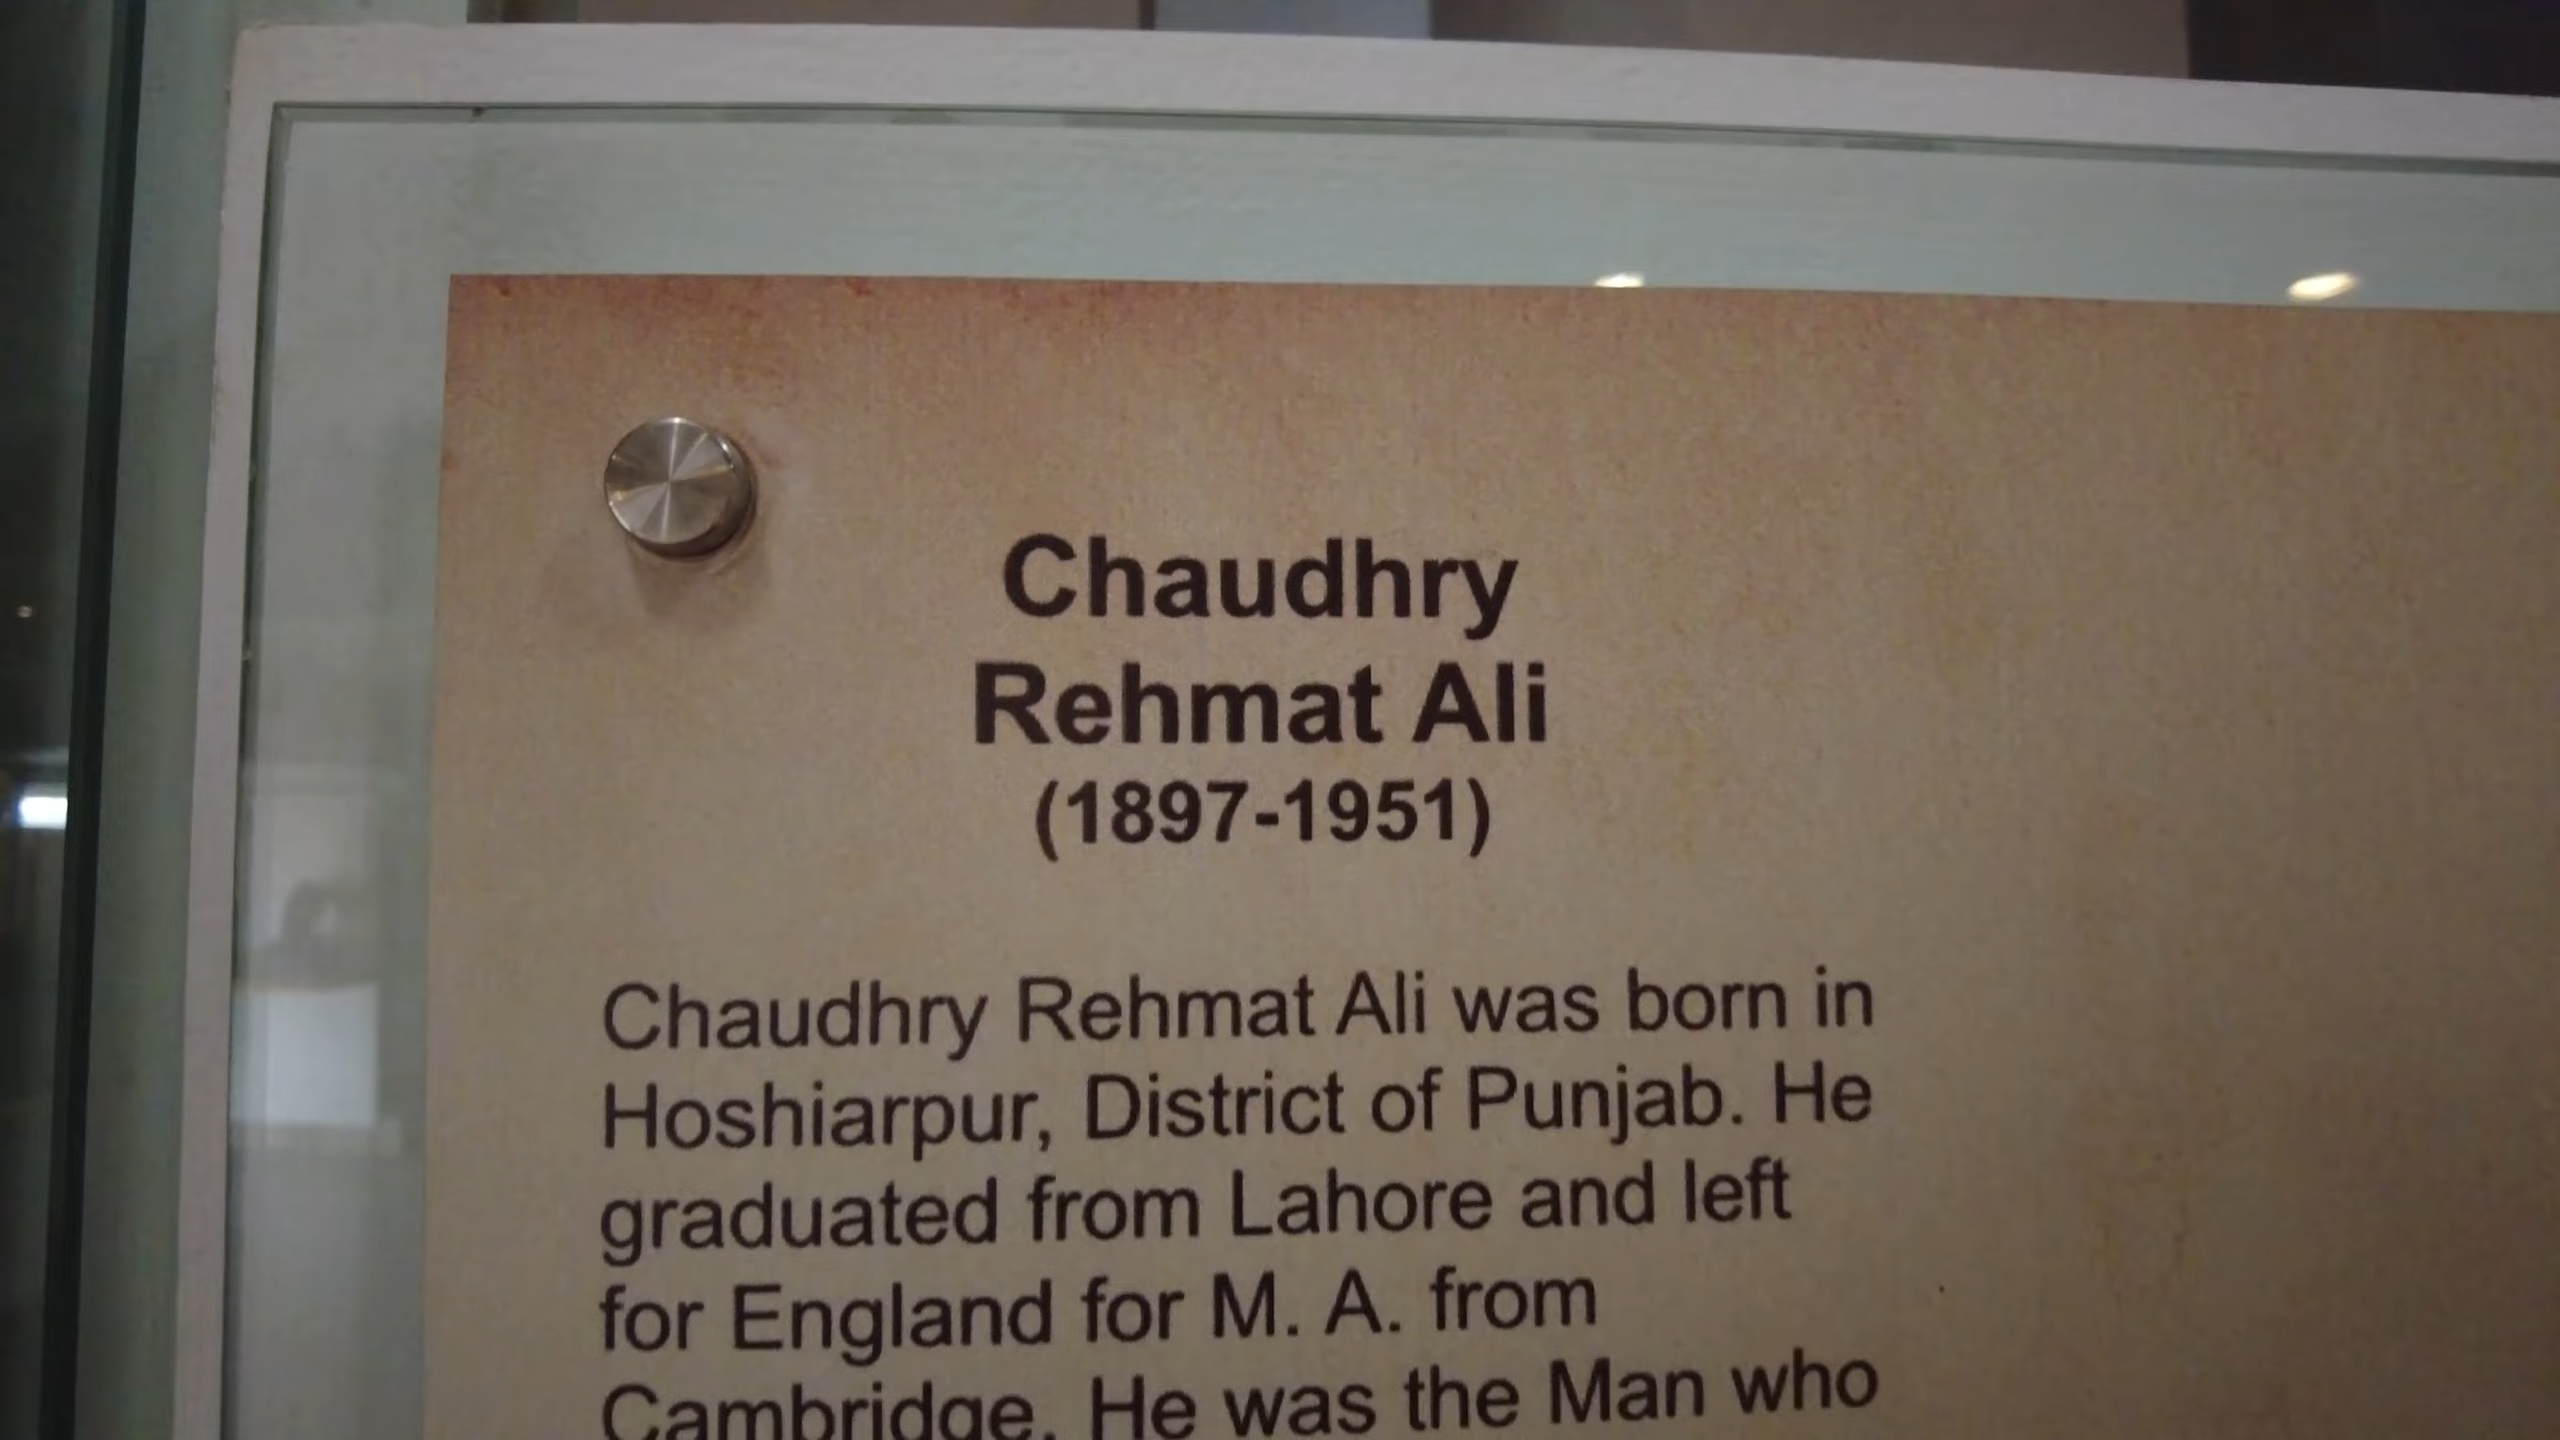 Chaudhry
Rehmat Ali
(1897-1951)
Chaudhry Rehmat Ali was born in
Hoshiarpur, District of Punjab. He
graduated from Lahore and left
for England for M. A. from
Cambridge. He was the Man who